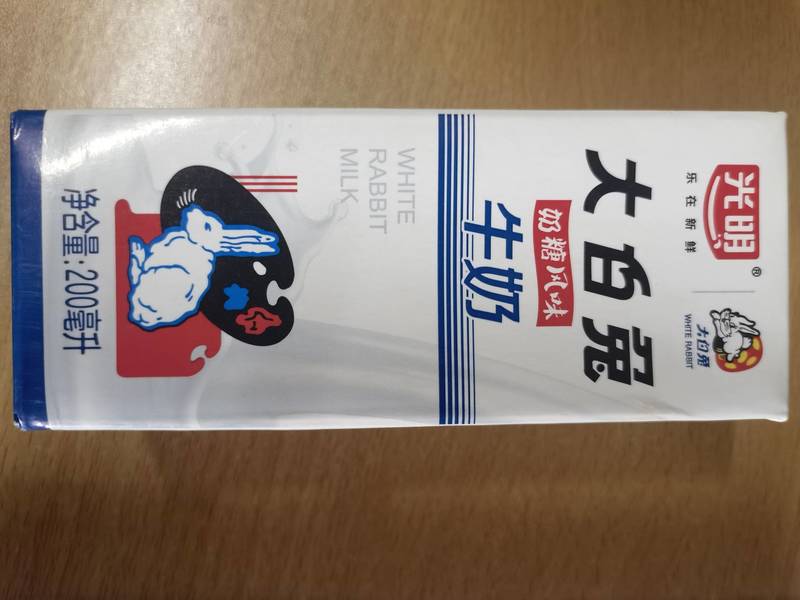 光明®
乐在新鲜
大白兔
WHITE RABBIT
大白兔
奶糖风味
牛奶
WHITE
RABBIT
MILK
净含量:200毫升